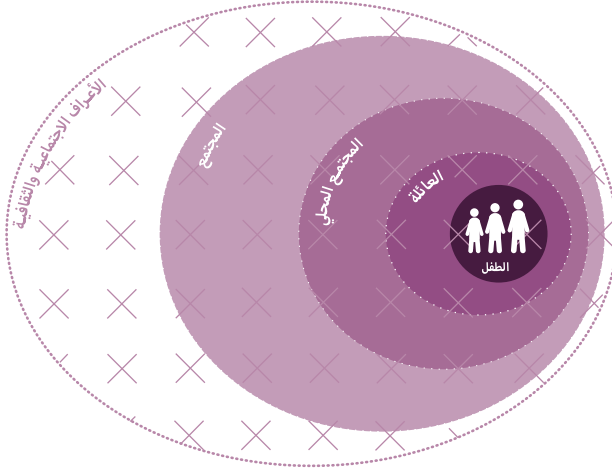 الأعراف الاجتماعية والثقافية
المجتمع
المجتمع المحلي
العائلة
الطفل